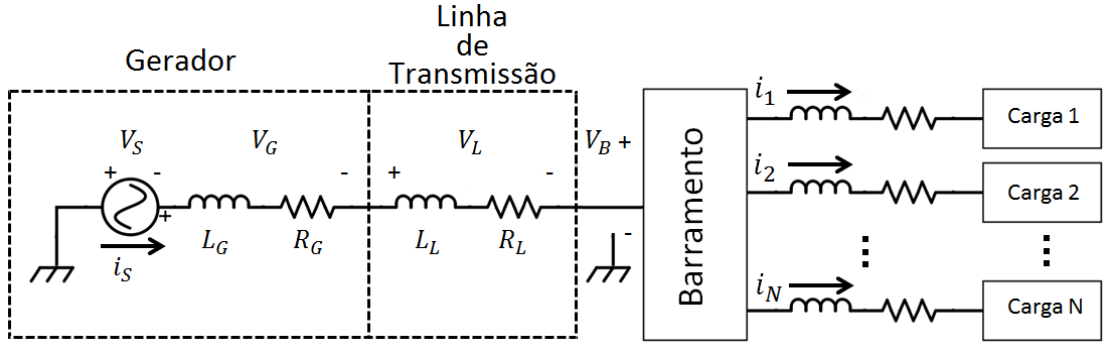 Linha
de
Transmissão
Gerador
V_S
V_G
V_L
V_B +
+ -
-
+ -
+
i_S
L_G
R_G
L_L
R_L
-
Barramento
i_1
Carga 1
i_2
Carga 2
i_N
Carga N